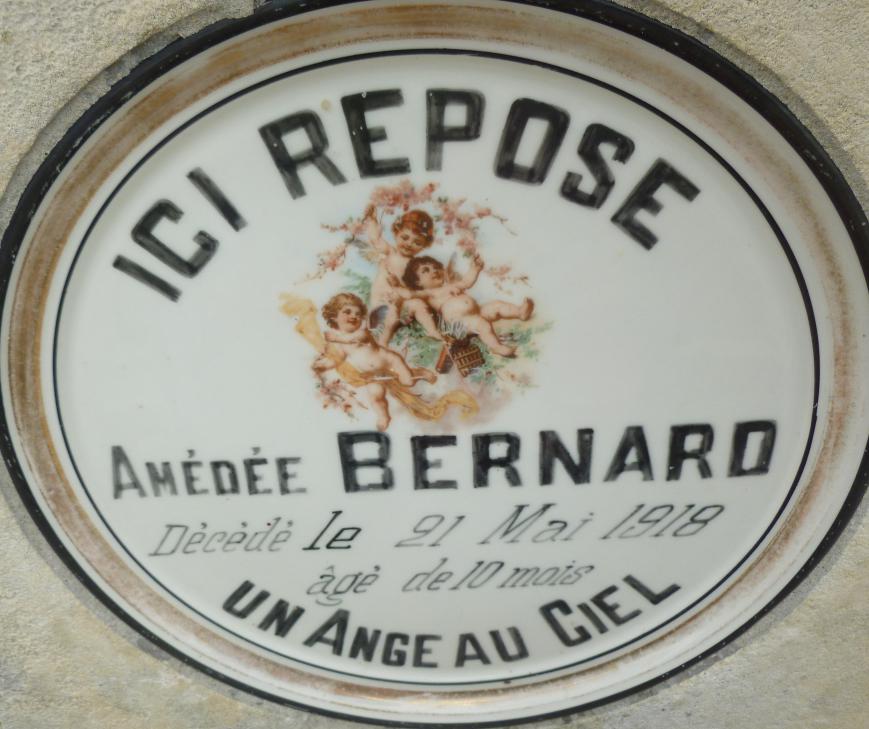 ICI REPOSE
AMÉDÉE BERNARD
Décédé le 21 Mai 1918
âgé de 10 mois
UN ANGE AU CIEL